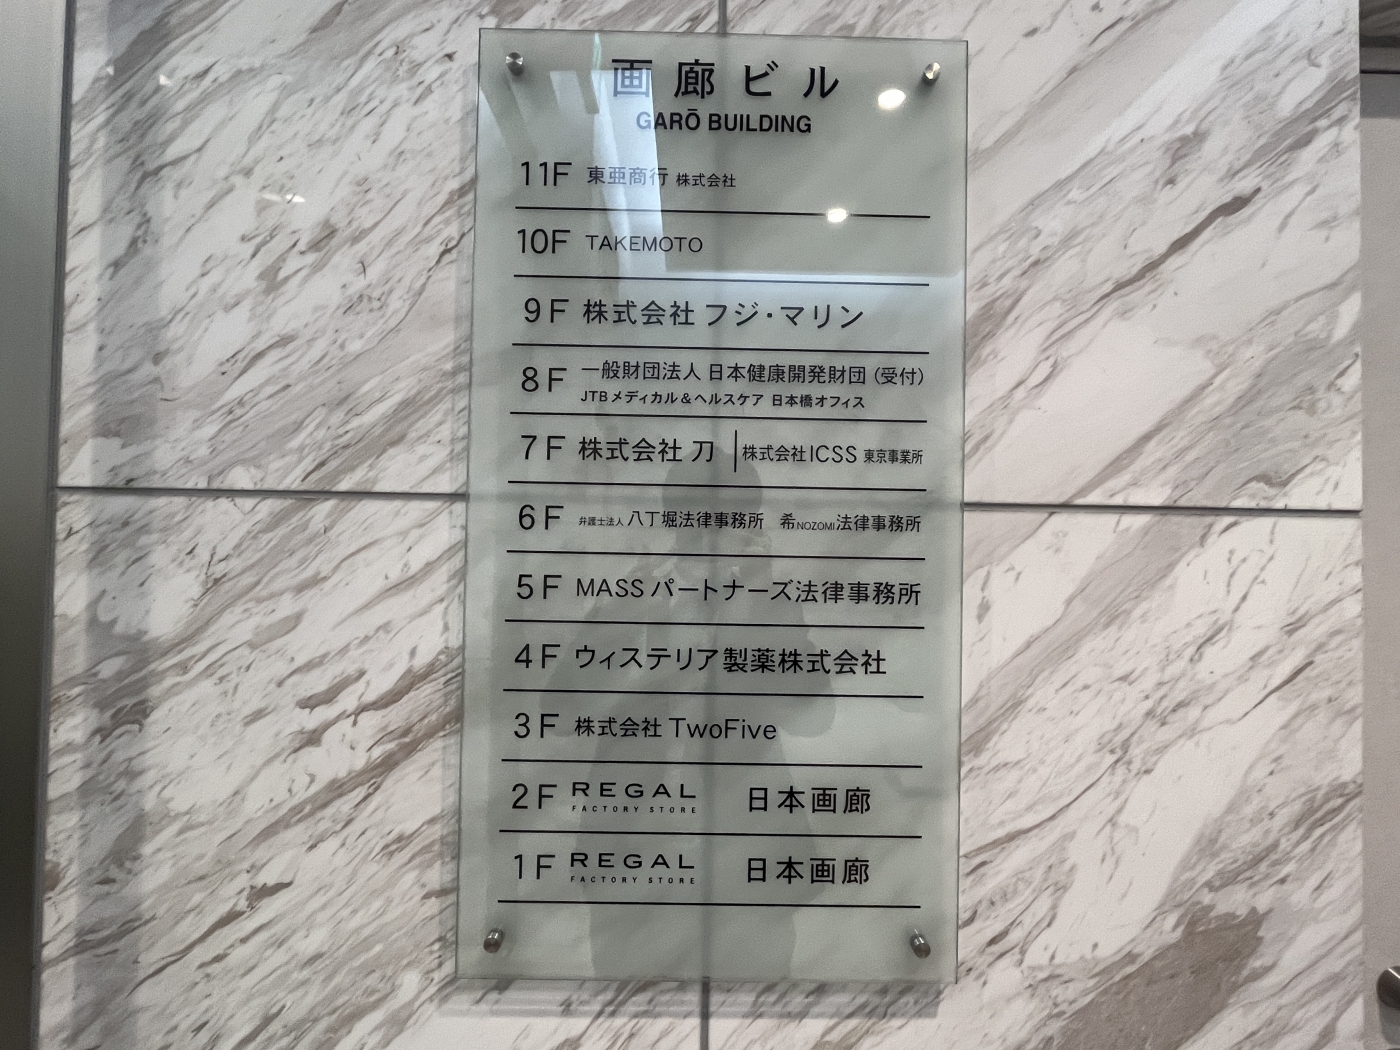 画廊ビル
GARŌ BUILDING
11F 東亜商行 株式会社
10F TAKEMOTO
9F 株式会社 フジ・マリン
8F 一般財団法人 日本健康開発財団（受付）
JTBメディカル＆ヘルスケア 日本橋オフィス
7F 株式会社 刀 株式会社ICSS 東京事業所
6F 弁護士法人 八丁堀法律事務所 希NOZOMI法律事務所
5F MASSパートナーズ法律事務所
4F ウィステリア製薬株式会社
3F 株式会社 TwoFive
2F REGAL FACTORY STORE 日本画廊
1F REGAL FACTORY STORE 日本画廊